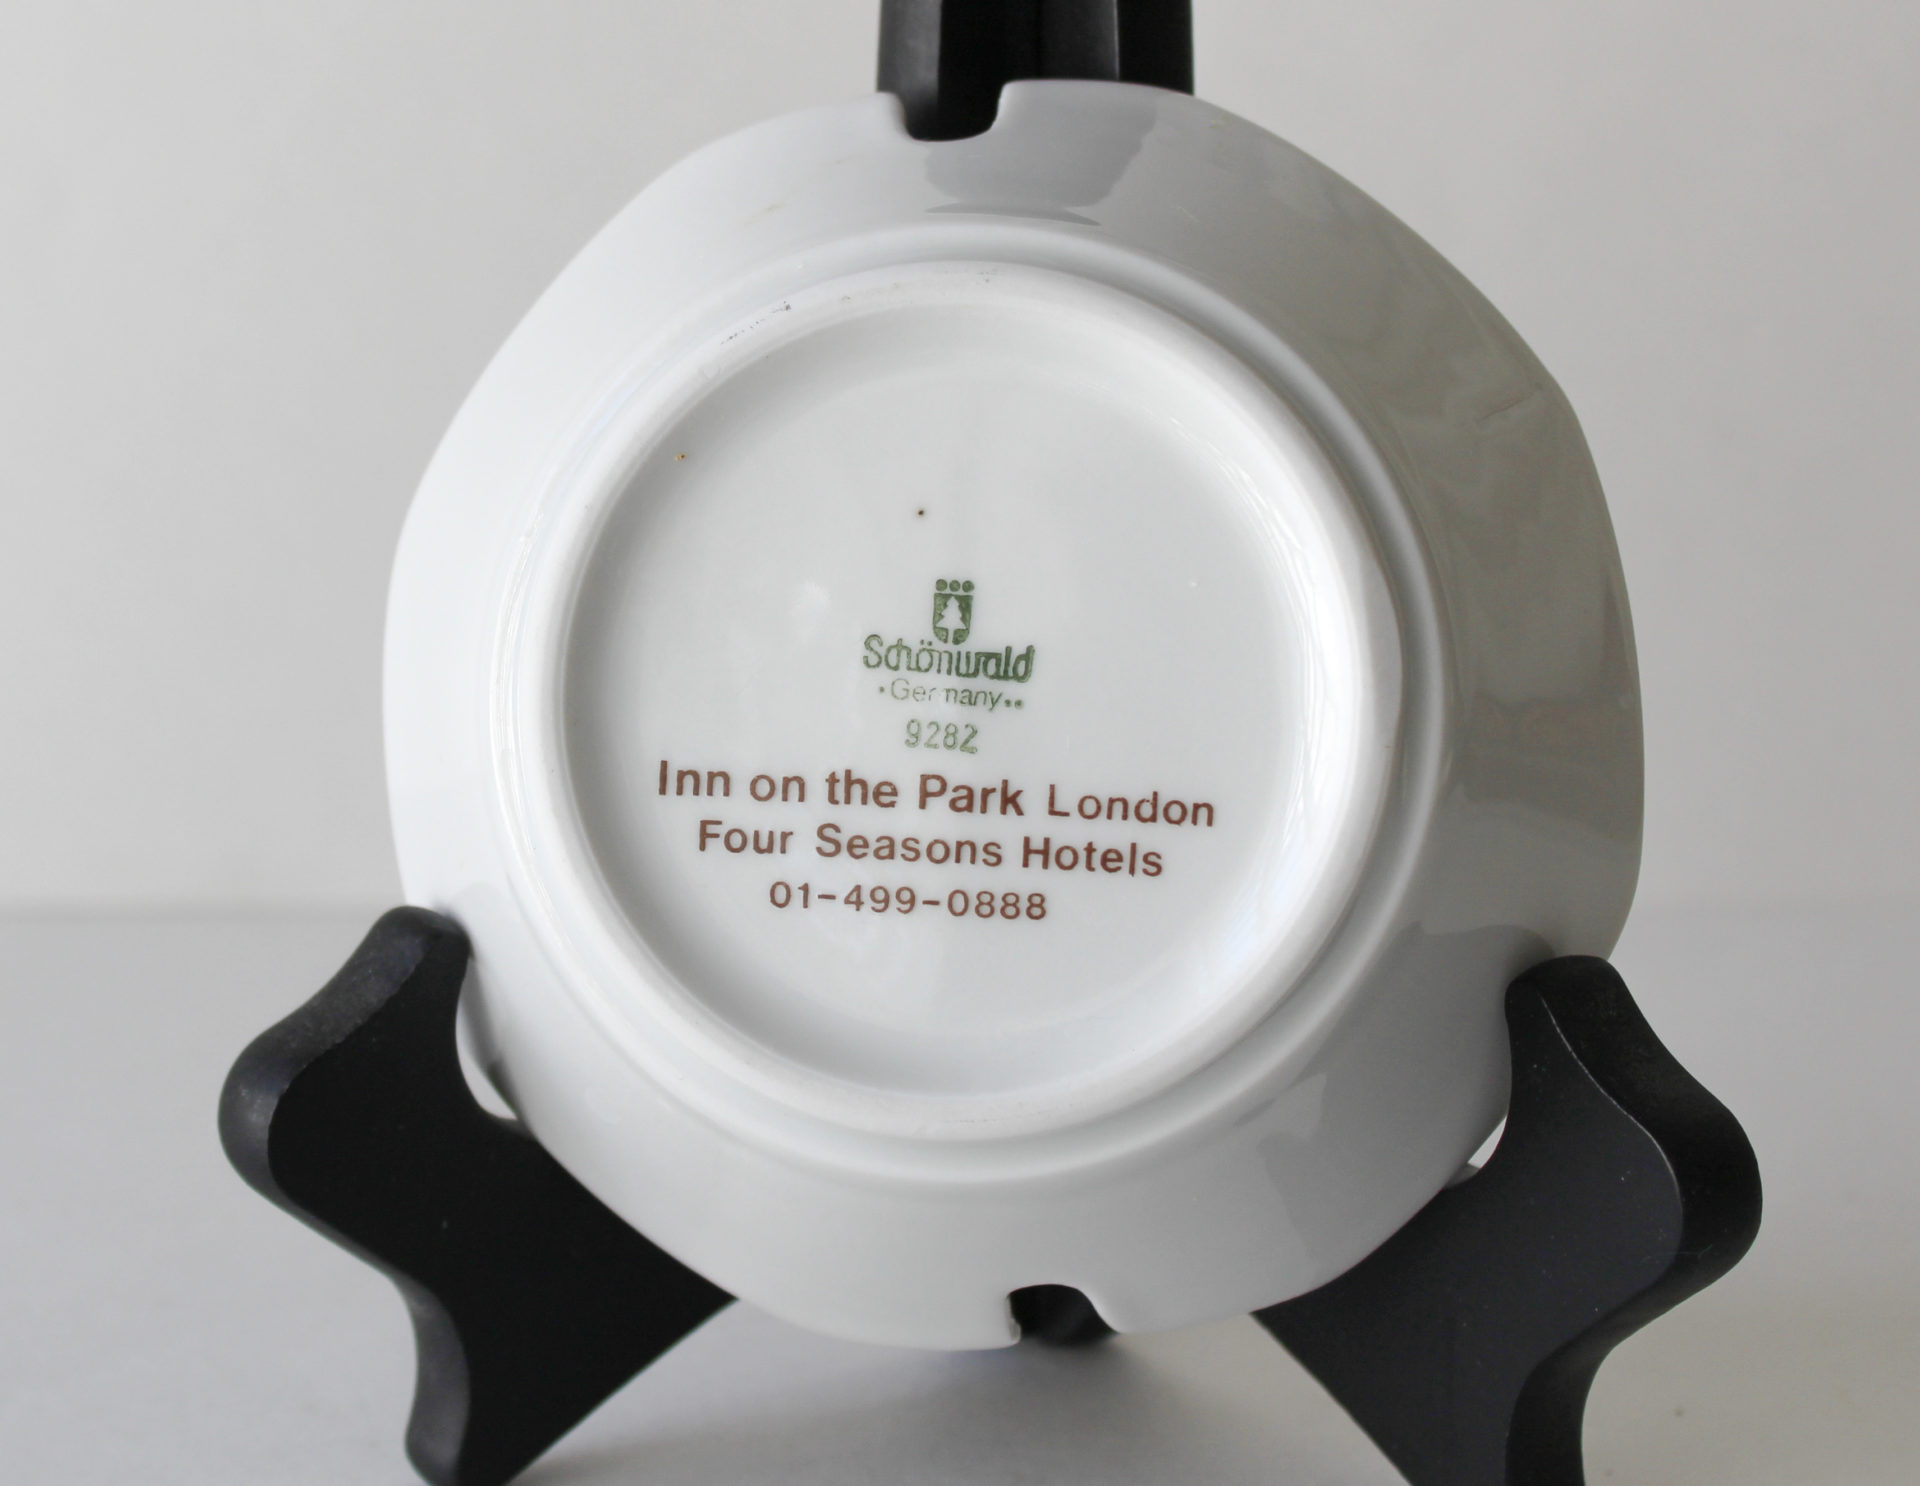 Schönwald
·Germany··
9282
Inn on the Park London
Four Seasons Hotels
01-499-0888